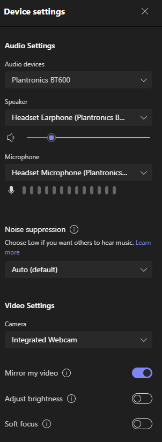 Device settings
Audio Settings
Audio devices
Plantronics BT600
Speaker
Headset Earphone (Plantronics B...
Microphone
Headset Microphone (Plantronics...
Noise suppression
Choose Low if you want others to hear music. Learn
more
Auto (default)
Video Settings
Camera
Integrated Webcam
Mirror my video
Adjust brightness
Soft focus